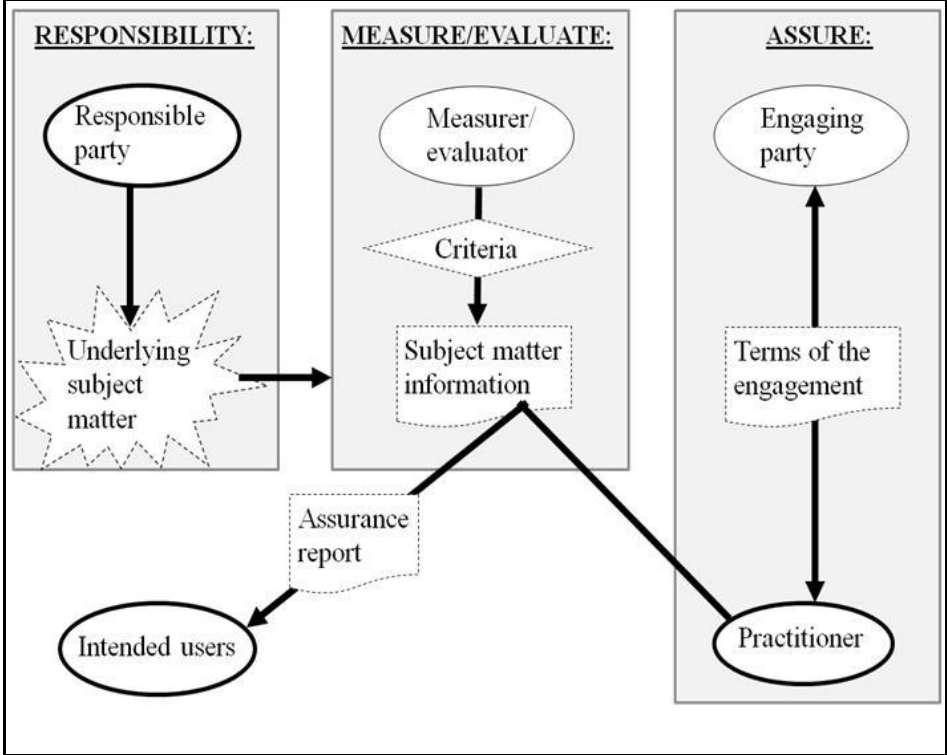 RESPONSIBILITY:
Responsible
party
Underlying
subject
matter
MEASURE/EVALUATE:
Measurer/
evaluator
Criteria
Subject matter
information
ASSURE:
Engaging
party
Terms of the
engagement
Practitioner
Assurance
report
Intended users